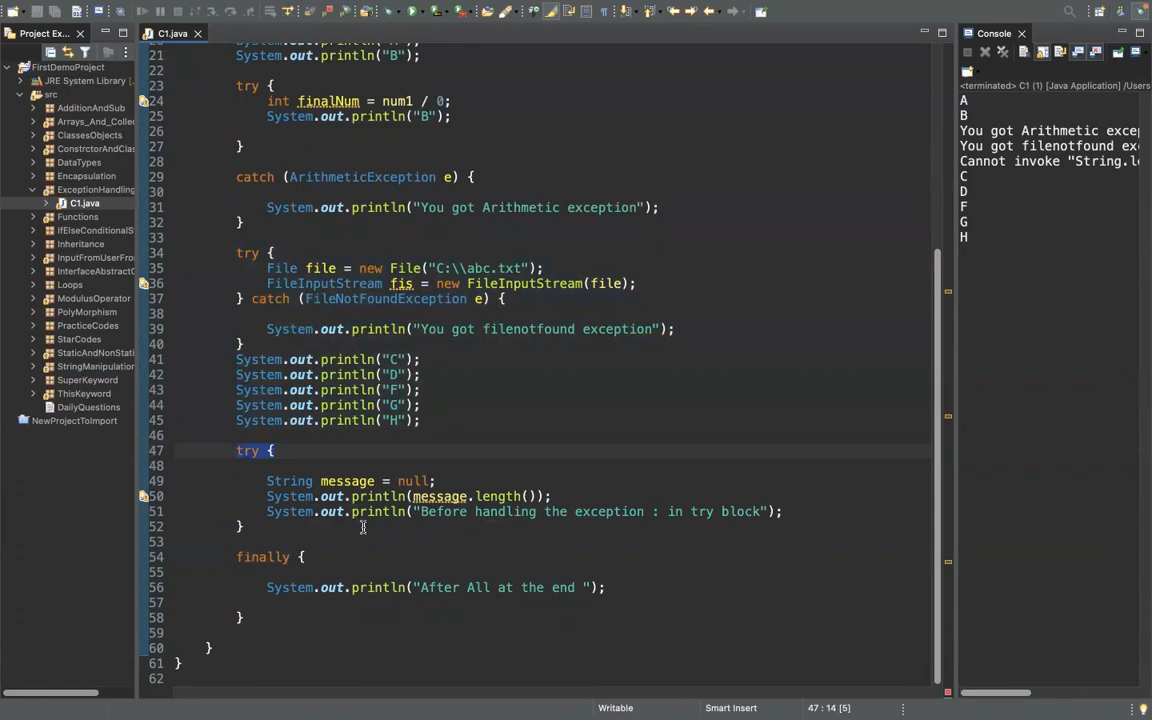 Project Ex...
FirstDemoProject
JRE System Library [
src
AdditionAndSub
Arrays_And_Collec
ClassesObjects
ConstrctorAndClas
DataTypes
Encapsulation
ExceptionHandling
C1.java
Functions
IfElseConditionalS
Inheritance
InputFromUserFro
InterfaceAbstractC
Loops
ModulusOperator
PolyMorphism
PracticeCodes
StarCodes
StaticAndNonStati
StringManipulation
SuperKeyword
ThisKeyword
DailyQuestions
NewProjectToImport
C1.java
21 System.out.println("B");
22
23 try {
24 int finalNum = num1 / 0;
25 System.out.println("B");
26
27 }
28
29 catch (ArithmeticException e) {
30
31 System.out.println("You got Arithmetic exception");
32 }
33
34 try {
35 File file = new File("C:\\abc.txt");
36 FileInputStream fis = new FileInputStream(file);
37 } catch (FileNotFoundException e) {
38
39 System.out.println("You got filenotfound exception");
40 }
41 System.out.println("C");
42 System.out.println("D");
43 System.out.println("F");
44 System.out.println("G");
45 System.out.println("H");
46
47 try {
48
49 String message = null;
50 System.out.println(message.length());
51 System.out.println("Before handling the exception : in try block");
52 }
53
54 finally {
55
56 System.out.println("After All at the end ");
57
58 }
59
60 }
61 }
62
Console
<terminated> C1 (1) [Java Application] /Users
A
B
You got Arithmetic excep
You got filenotfound ex
Cannot invoke "String.le
C
D
F
G
H
Writable
Smart Insert
47 : 14 [5]